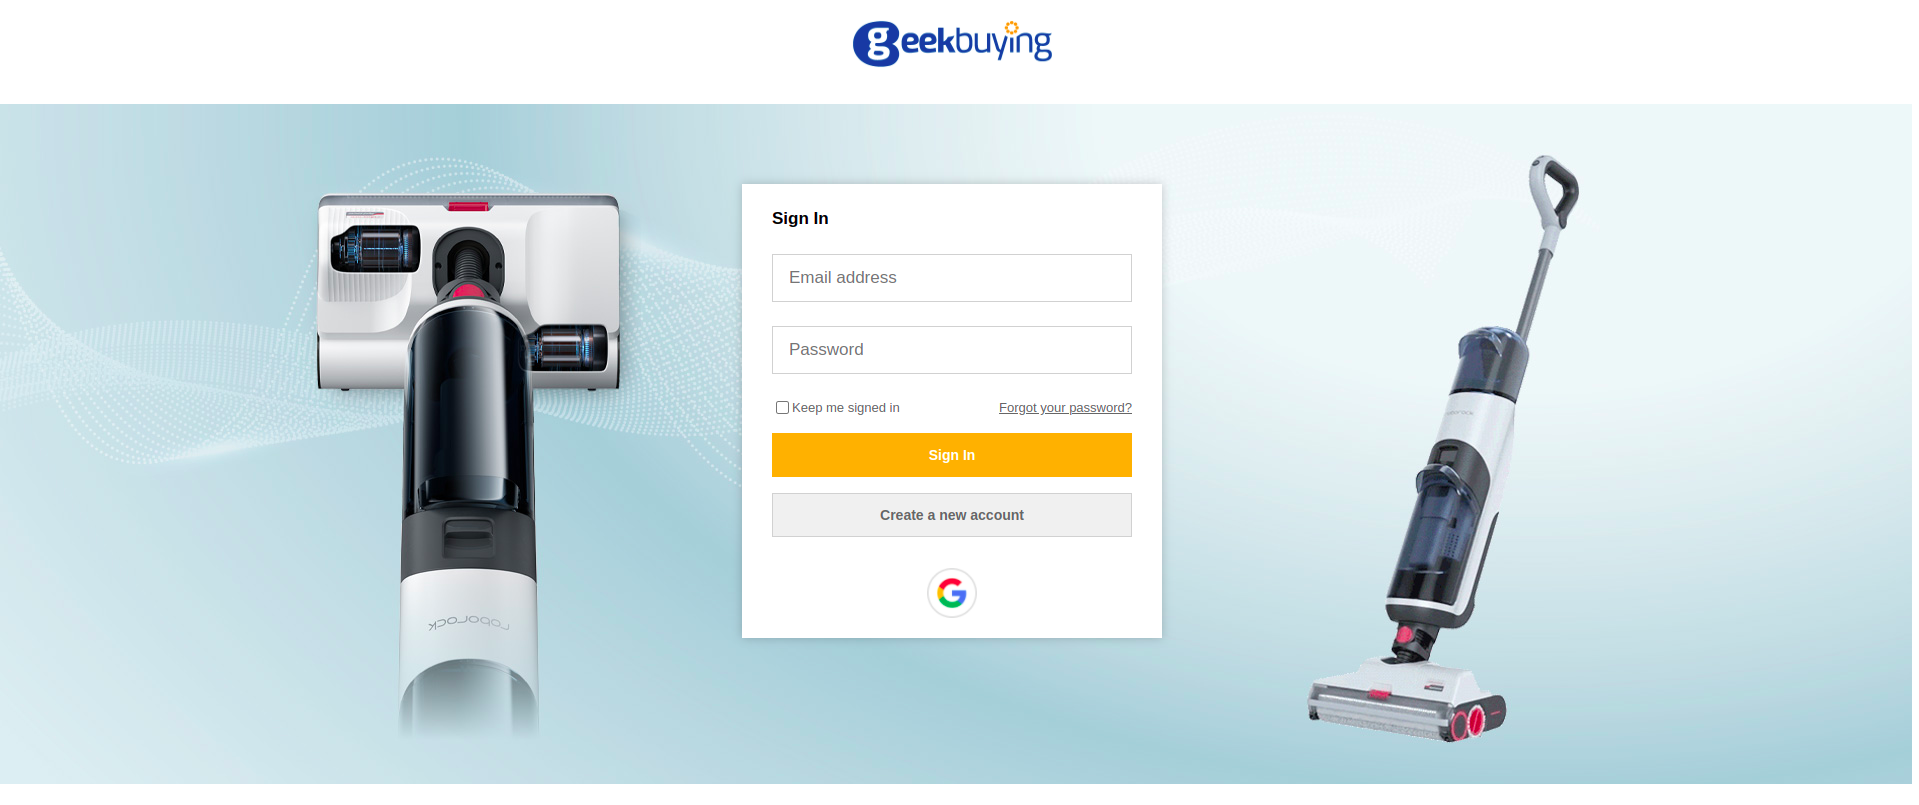 geekbuying
Sign In
Email address
Password
Keep me signed in
Forgot your password?
Sign In
Create a new account
G
roborock